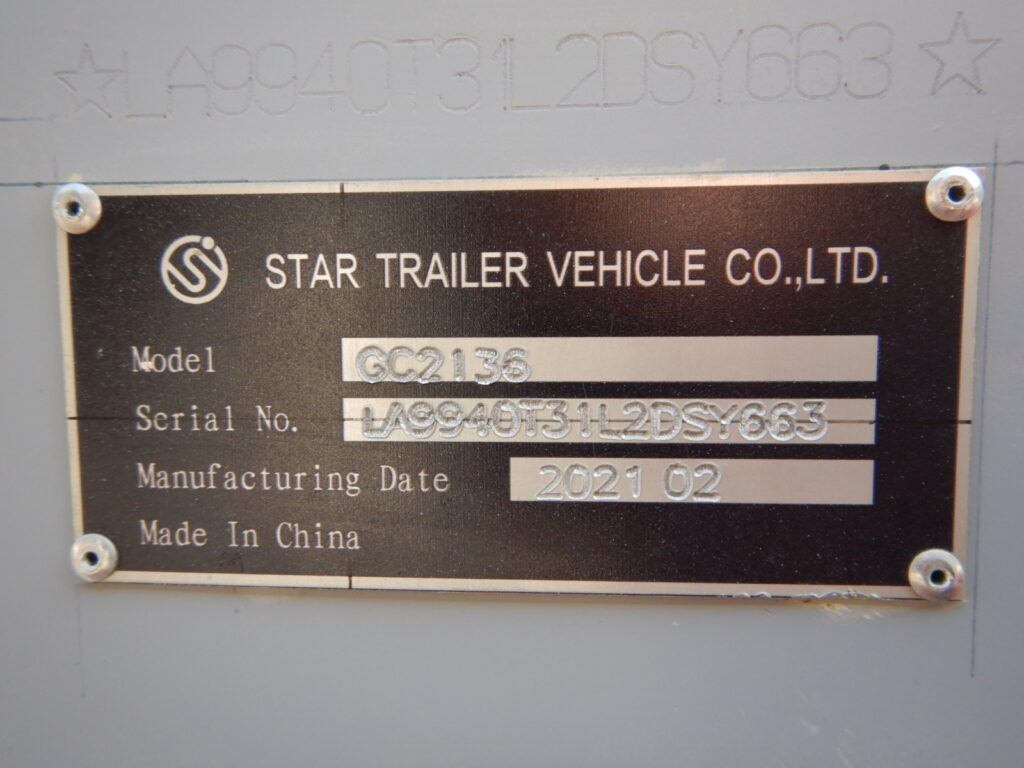 ☆LA9940T31L2DSY663☆
STAR TRAILER VEHICLE CO.,LTD.
Model GC2136
Serial No. LA9940T31L2DSY663
Manufacturing Date 2021 02
Made In China